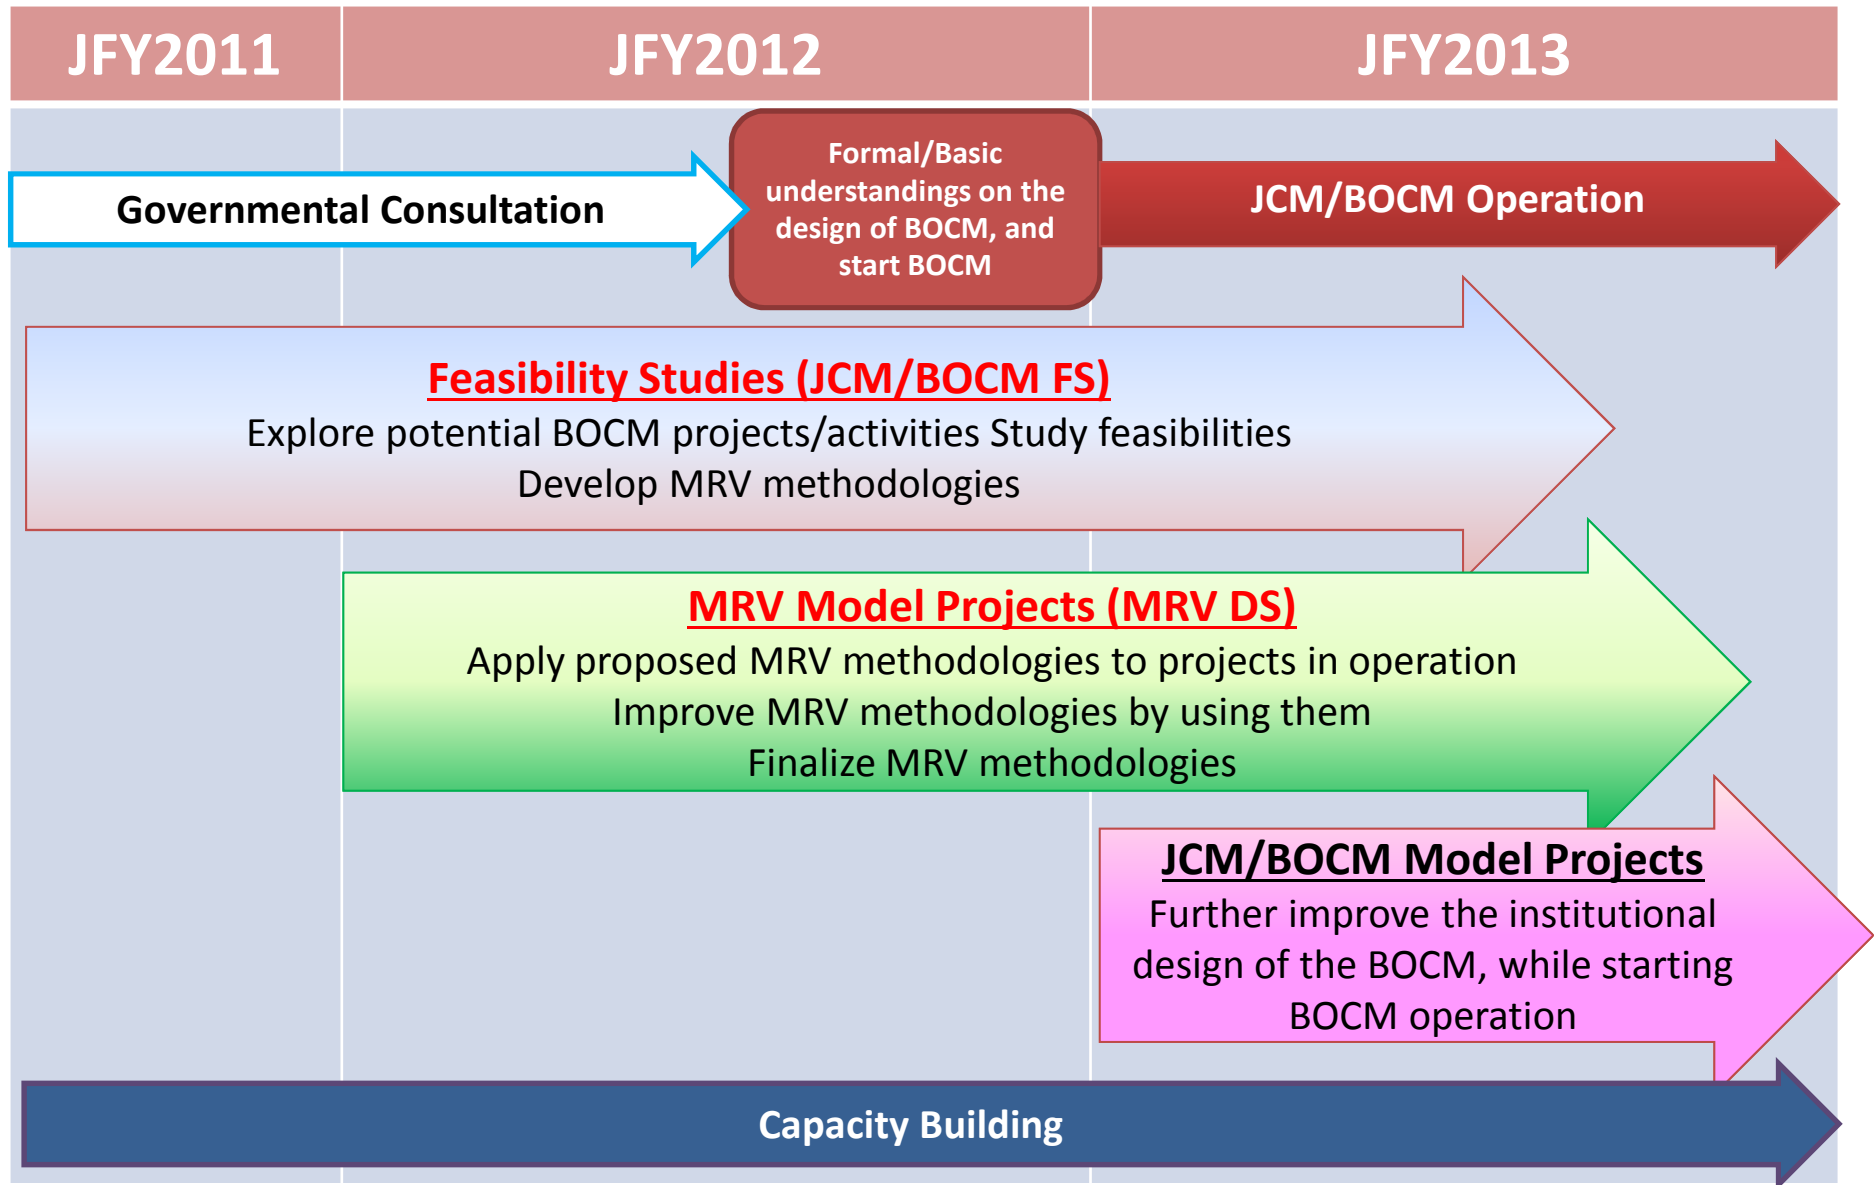 JFY2011 JFY2012 JFY2013
Governmental Consultation
Formal/Basic
understandings on the
design of BOCM, and
start BOCM
JCM/BOCM Operation
Feasibility Studies (JCM/BOCM FS)
Explore potential BOCM projects/activities Study feasibilities
Develop MRV methodologies
MRV Model Projects (MRV DS)
Apply proposed MRV methodologies to projects in operation
Improve MRV methodologies by using them
Finalize MRV methodologies
JCM/BOCM Model Projects
Further improve the institutional
design of the BOCM, while starting
BOCM operation
Capacity Building